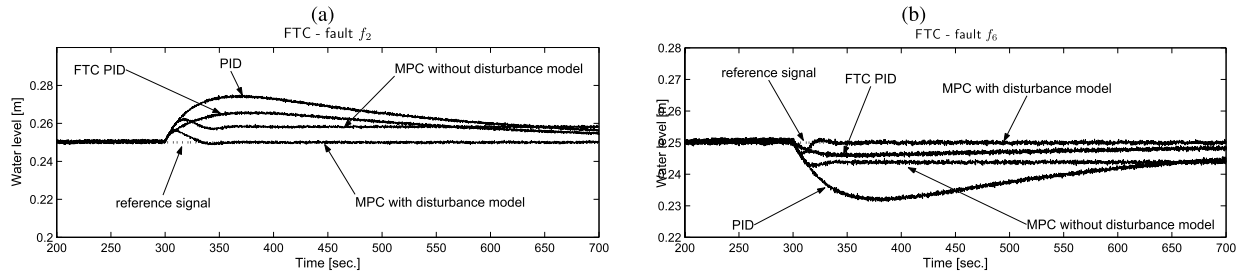 (a)
FTC - fault f2
0.28
0.26
0.24
0.22
0.2
Water level [m]
FTC PID
PID
MPC without disturbance model
reference signal
MPC with disturbance model
200 250 300 350 400 450 500 550 600 650 700
Time [sec.]
(b)
FTC - fault f6
0.28
0.27
0.26
0.25
0.24
0.23
0.22
Water level [m]
reference signal
FTC PID
MPC with disturbance model
PID
MPC without disturbance model
200 250 300 350 400 450 500 550 600 650 700
Time [sec.]